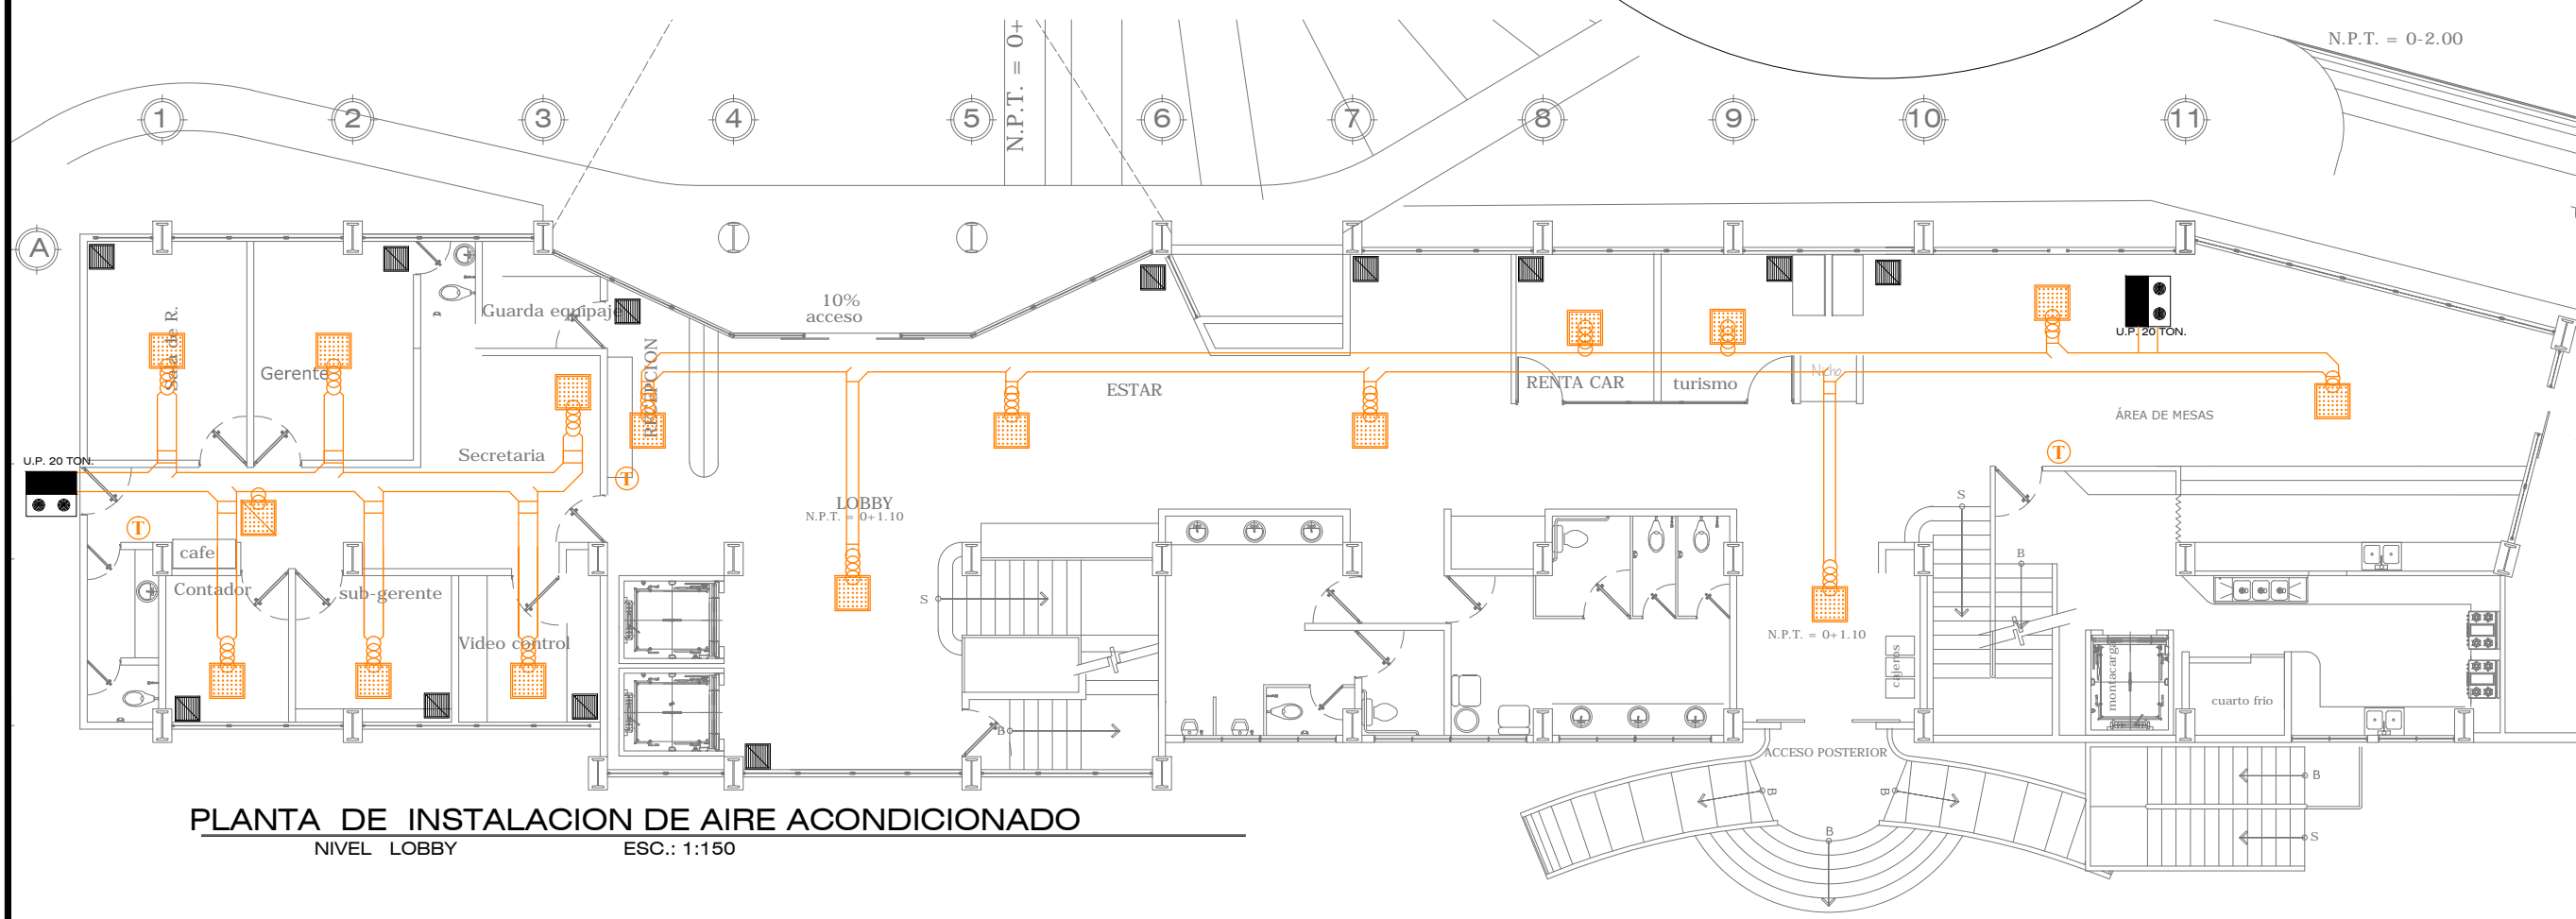 N.P.T. = 0-2.00
N.P.T. = 0+
1
2
3
4
5
6
7
8
9
10
11
A
Sala de R.
Gerente
Guarda equipaje
10%
acceso
RECEPCION
ESTAR
RENTA CAR
turismo
Nicho
U.P. 20 TON.
ÁREA DE MESAS
U.P. 20 TON.
Secretaria
T
T
T
LOBBY
N.P.T. = 0+1.10
cafe
Contador
sub-gerente
Video control
S
B
S
B
N.P.T. = 0+1.10
cajeros
montacarga
cuarto frio
ACCESO POSTERIOR
B
B
B
B
S
PLANTA DE INSTALACION DE AIRE ACONDICIONADO
NIVEL LOBBY ESC.: 1:150